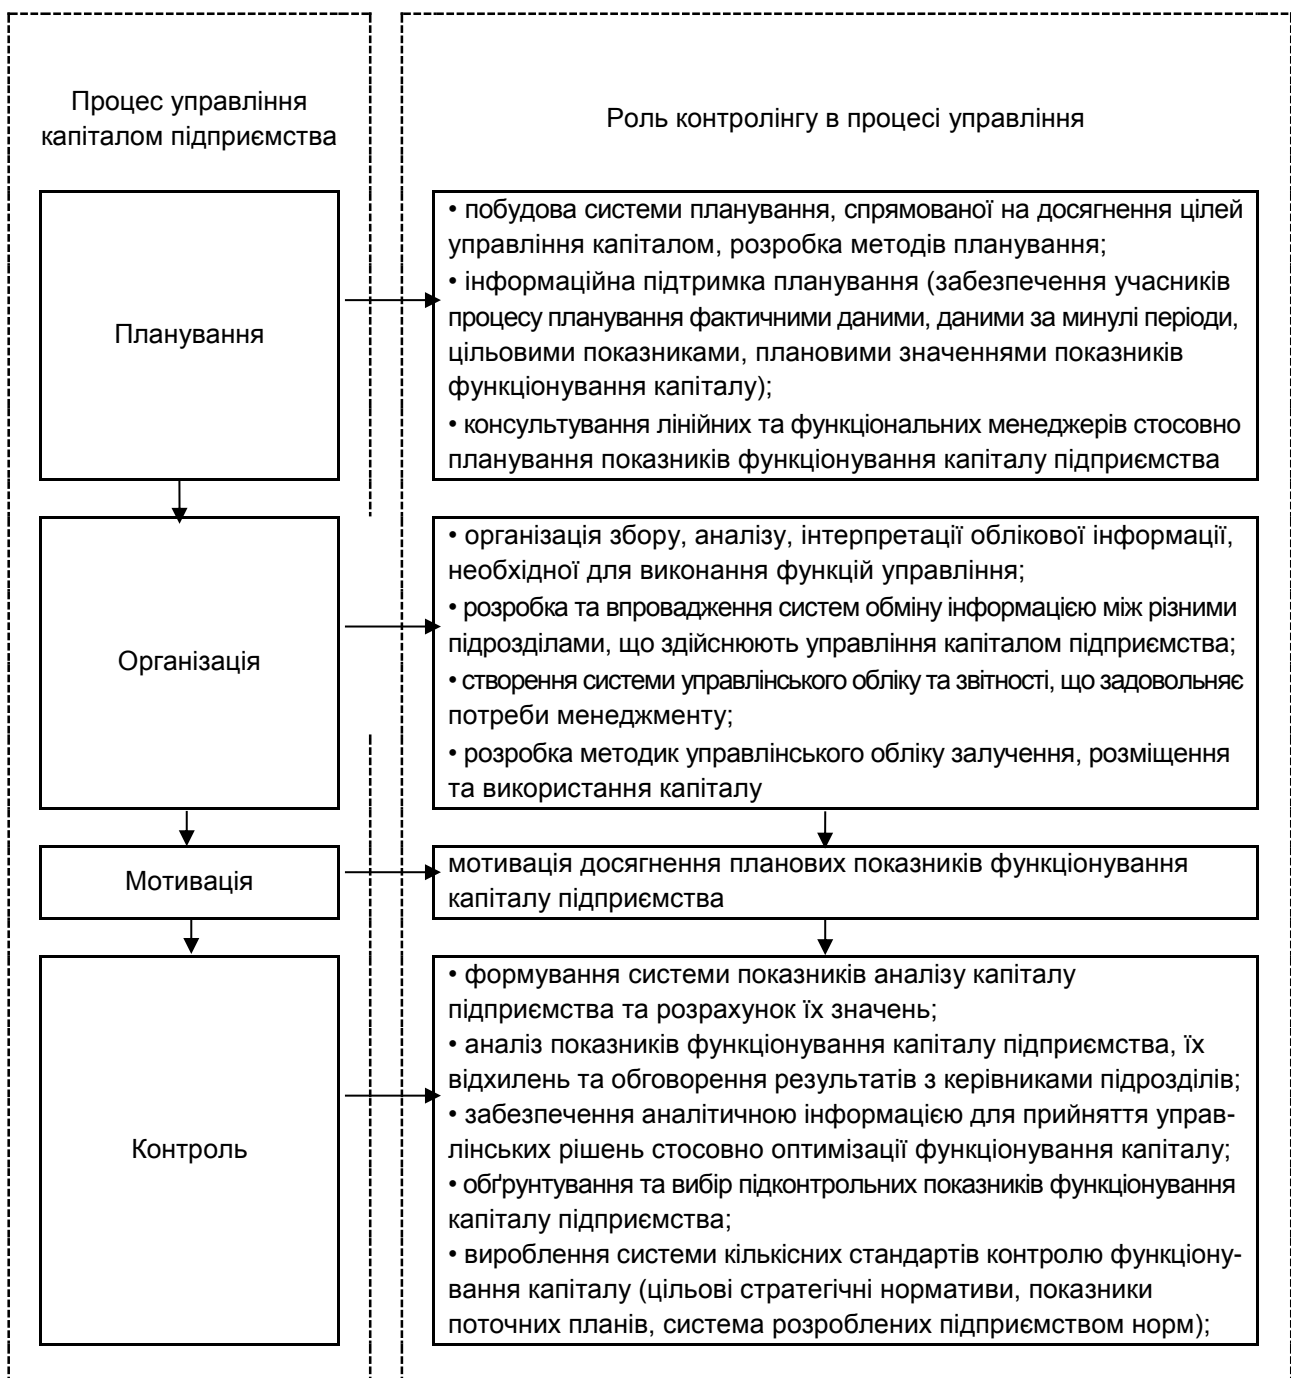 Процес управління
капіталом підприємства
Роль контролінгу в процесі управління
Планування
• побудова системи планування, спрямованої на досягнення цілей
управління капіталом, розробка методів планування;
• інформаційна підтримка планування (забезпечення учасників
процесу планування фактичними даними, даними за минулі періоди,
цільовими показниками, плановими значеннями показників
функціонування капіталу);
• консультування лінійних та функціональних менеджерів стосовно
планування показників функціонування капіталу підприємства
Організація
• організація збору, аналізу, інтерпретації облікової інформації,
необхідної для виконання функцій управління;
• розробка та впровадження систем обміну інформацією між різними
підрозділами, що здійснюють управління капіталом підприємства;
• створення системи управлінського обліку та звітності, що задовольняє
потреби менеджменту;
• розробка методик управлінського обліку залучення, розміщення
та використання капіталу
Мотивація
мотивація досягнення планових показників функціонування
капіталу підприємства
Контроль
• формування системи показників аналізу капіталу
підприємства та розрахунок їх значень;
• аналіз показників функціонування капіталу підприємства, їх
відхилень та обговорення результатів з керівниками підрозділів;
• забезпечення аналітичною інформацією для прийняття управ-
лінських рішень стосовно оптимізації функціонування капіталу;
• обґрунтування та вибір підконтрольних показників функціонування
капіталу підприємства;
• вироблення системи кількісних стандартів контролю функціону-
вання капіталу (цільові стратегічні нормативи, показники
поточних планів, система розроблених підприємством норм);